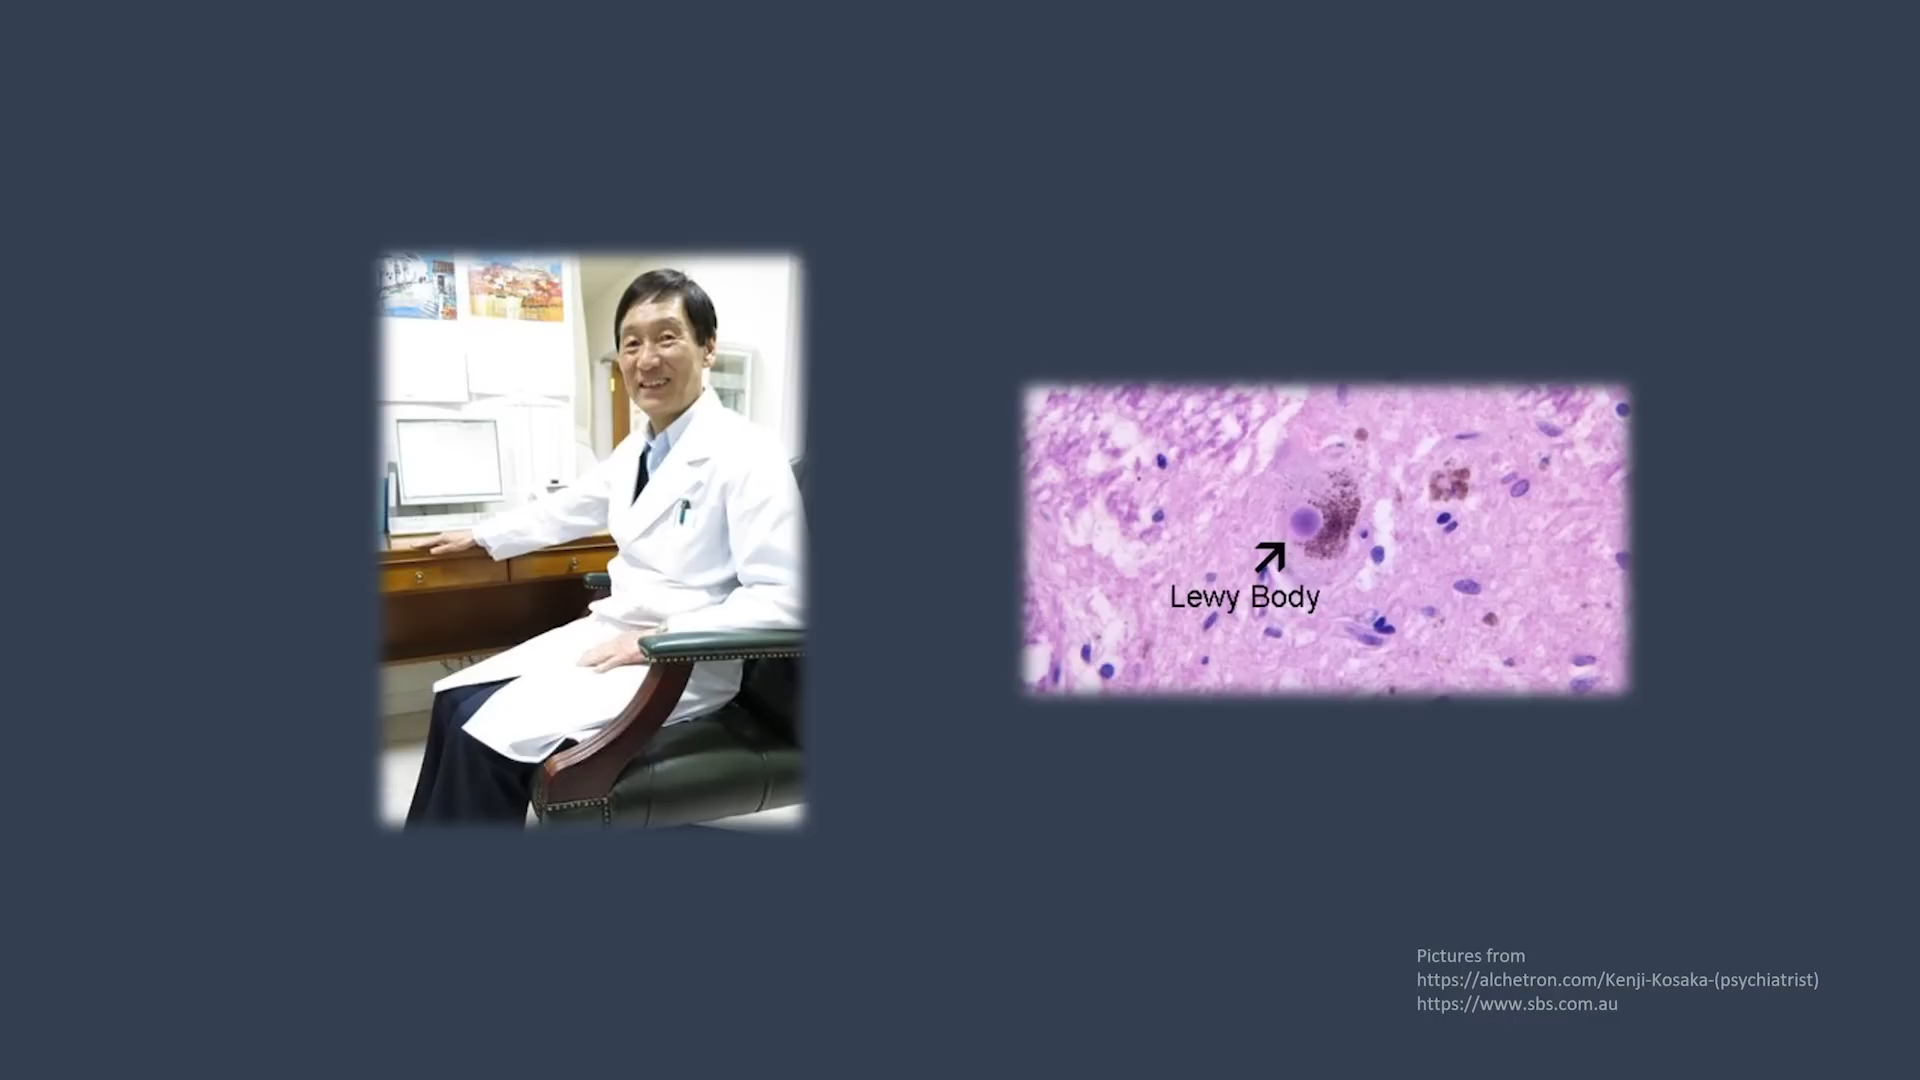 Lewy Body
Pictures from
https://alchetron.com/Kenji-Kosaka-(psychiatrist)
https://www.sbs.com.au